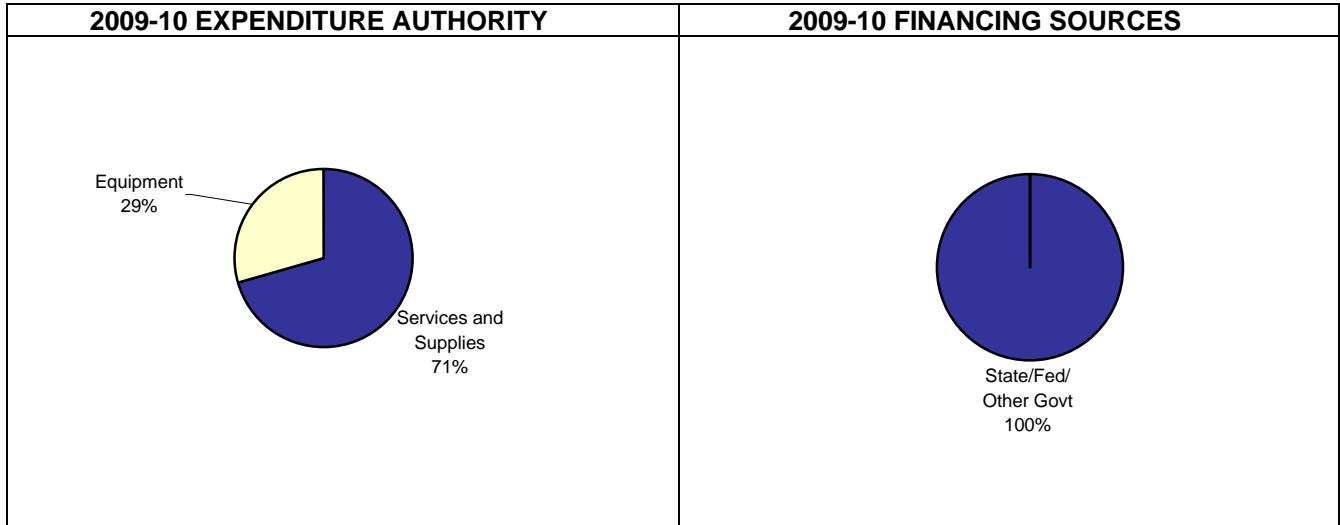 2009-10 EXPENDITURE AUTHORITY
Equipment
29%
Services and
Supplies
71%
2009-10 FINANCING SOURCES
State/Fed/
Other Govt
100%